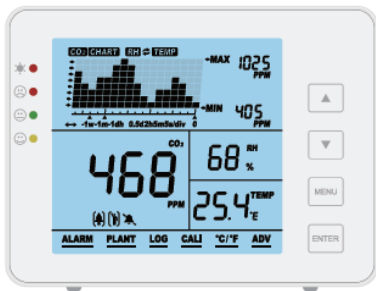 CO2 CHART RH ⇄ TEMP
MAX 1025 PPM
MIN 405 PPM
↔ -1w-1m-1dh 0.5d2h5m5s/div 0
CO2
468
PPM
68 RH %
25.4 TEMP °E
ALARM PLANT LOG CALI °C/°F ADV
▲
▼
MENU
ENTER